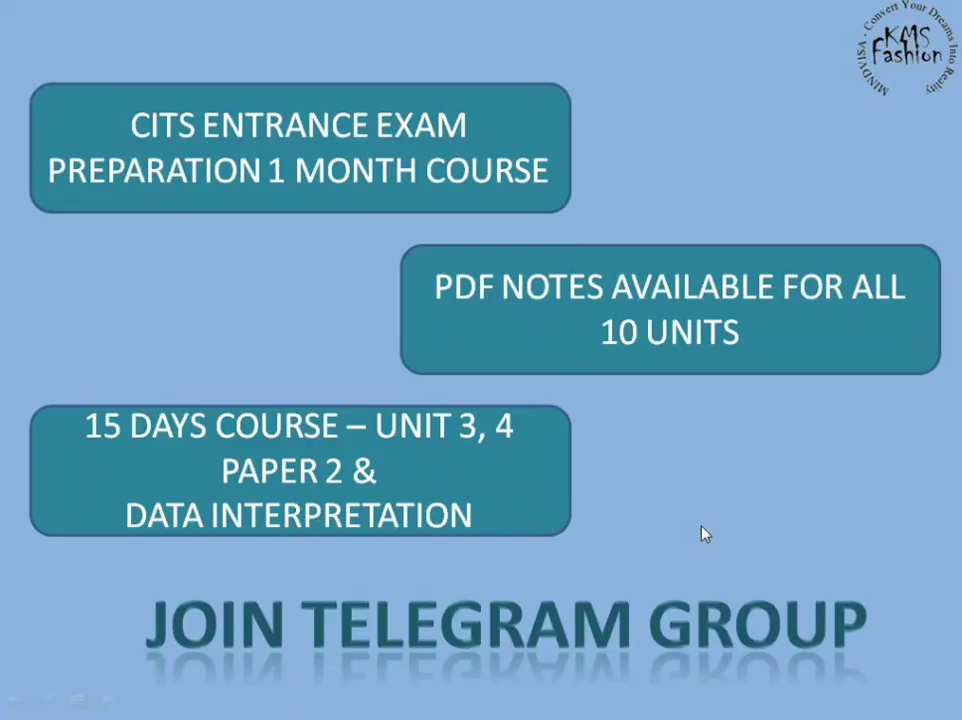 MINDVISA - Convert Your Dreams Into Reality
KMS
Fashion
CITS ENTRANCE EXAM
PREPARATION 1 MONTH COURSE
PDF NOTES AVAILABLE FOR ALL
10 UNITS
15 DAYS COURSE – UNIT 3, 4
PAPER 2 &
DATA INTERPRETATION
JOIN TELEGRAM GROUP